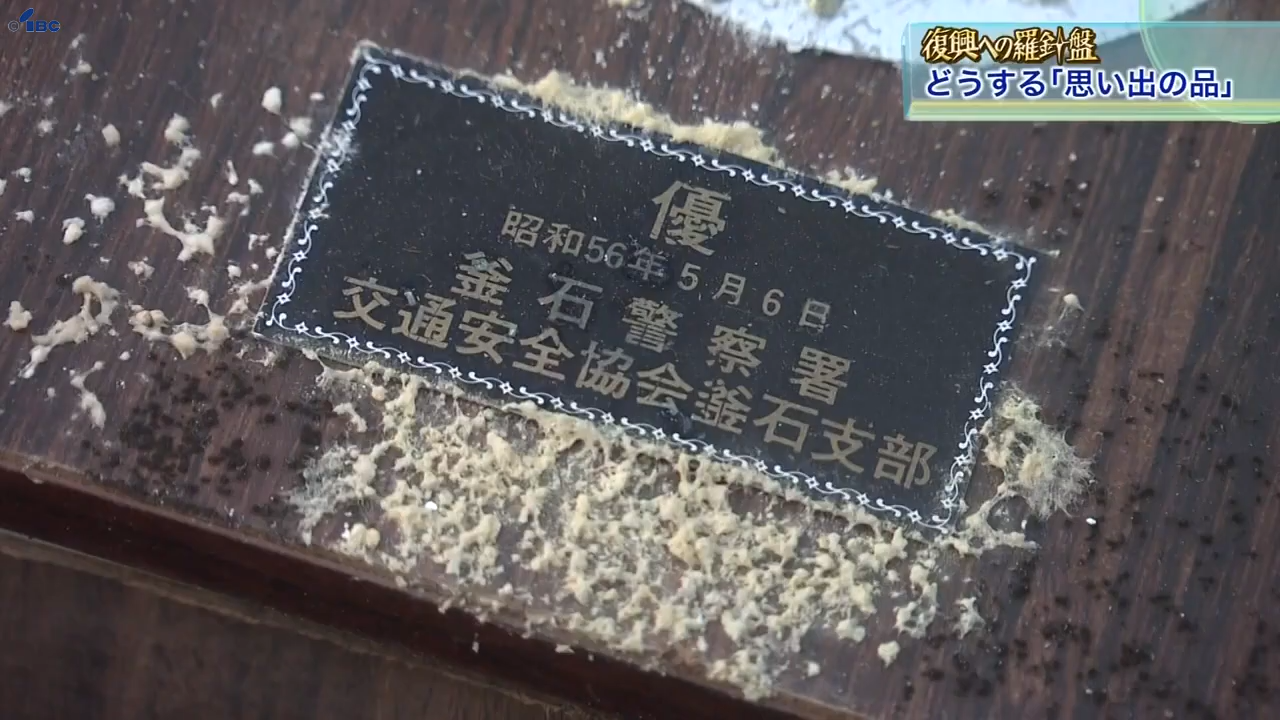 ©IBC
復興への羅針盤
どうする「思い出の品」
優
昭和56年5月6日
釜石警察署
交通安全協会釜石支部